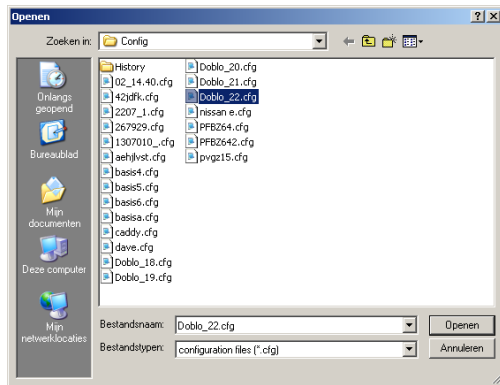 Openen
Zoeken in:
Config
Onlangs
geopend
Bureaublad
Mijn
documenten
Deze computer
Mijn
netwerklocaties
History
02_14.40.cfg
42jdfk.cfg
2207_1.cfg
267929.cfg
1307010_.cfg
aehjlvst.cfg
basis4.cfg
basis5.cfg
basis6.cfg
basisa.cfg
caddy.cfg
dave.cfg
Doblo_18.cfg
Doblo_19.cfg
Doblo_20.cfg
Doblo_21.cfg
Doblo_22.cfg
nissan e.cfg
PFBZ64.cfg
PFBZ642.cfg
pvgz15.cfg
Bestandsnaam:
Doblo_22.cfg
Openen
Bestandstypen:
configuration files (*.cfg)
Annuleren